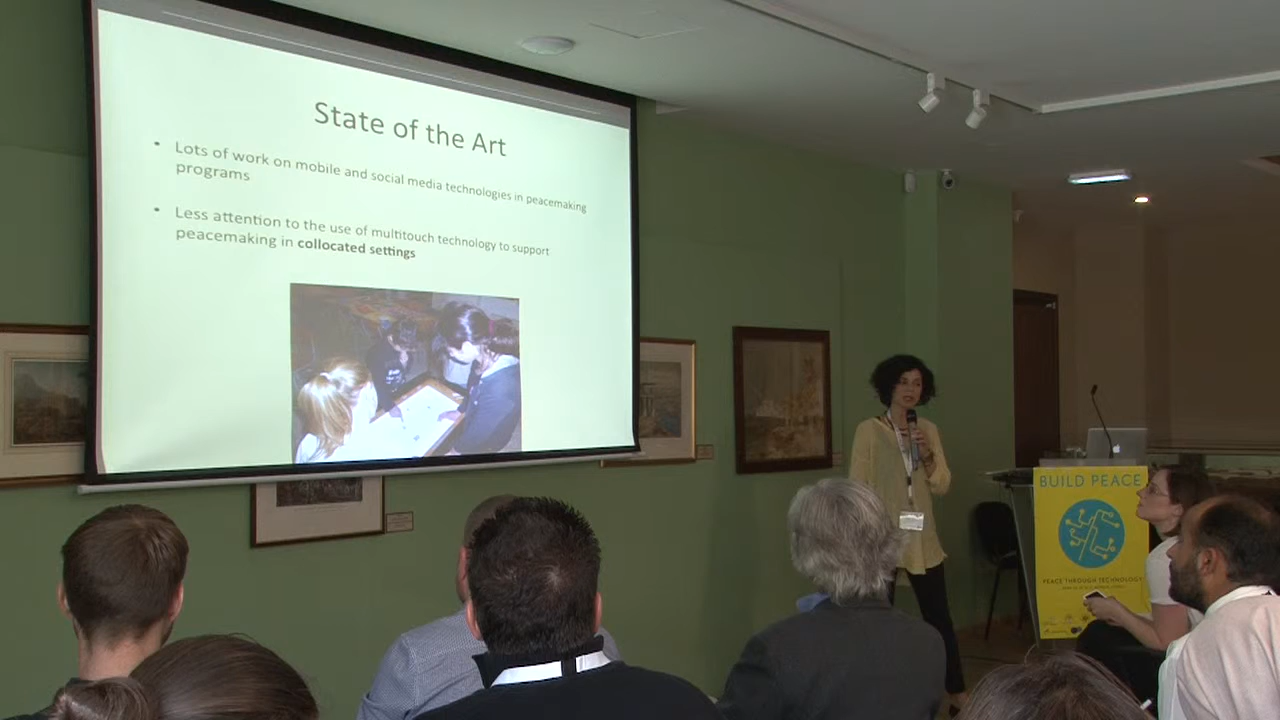 State of the Art
• Lots of work on mobile and social media technologies in peacemaking
programs
• Less attention to the use of multitouch technology to support
peacemaking in collocated settings
BUILD PEACE
PEACE THROUGH TECHNOLOGY